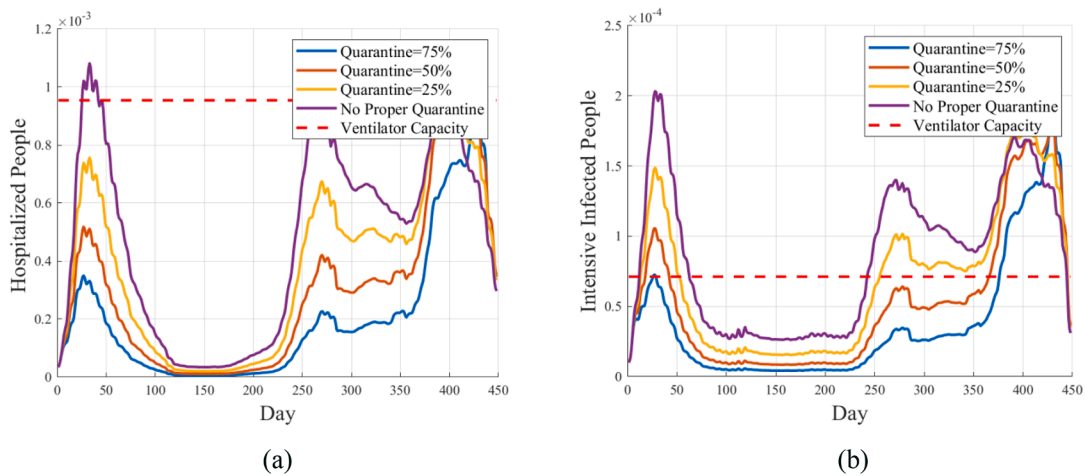 ×10⁻³
1.2
1
0.8
0.6
0.4
0.2
0
0 50 100 150 200 250 300 350 400 450
Hospitalized People
Day
Quarantine=75%
Quarantine=50%
Quarantine=25%
No Proper Quarantine
Ventilator Capacity
(a)
×10⁻⁴
2.5
2
1.5
1
0.5
0
0 50 100 150 200 250 300 350 400 450
Intensive Infected People
Day
Quarantine=75%
Quarantine=50%
Quarantine=25%
No Proper Quarantine
Ventilator Capacity
(b)